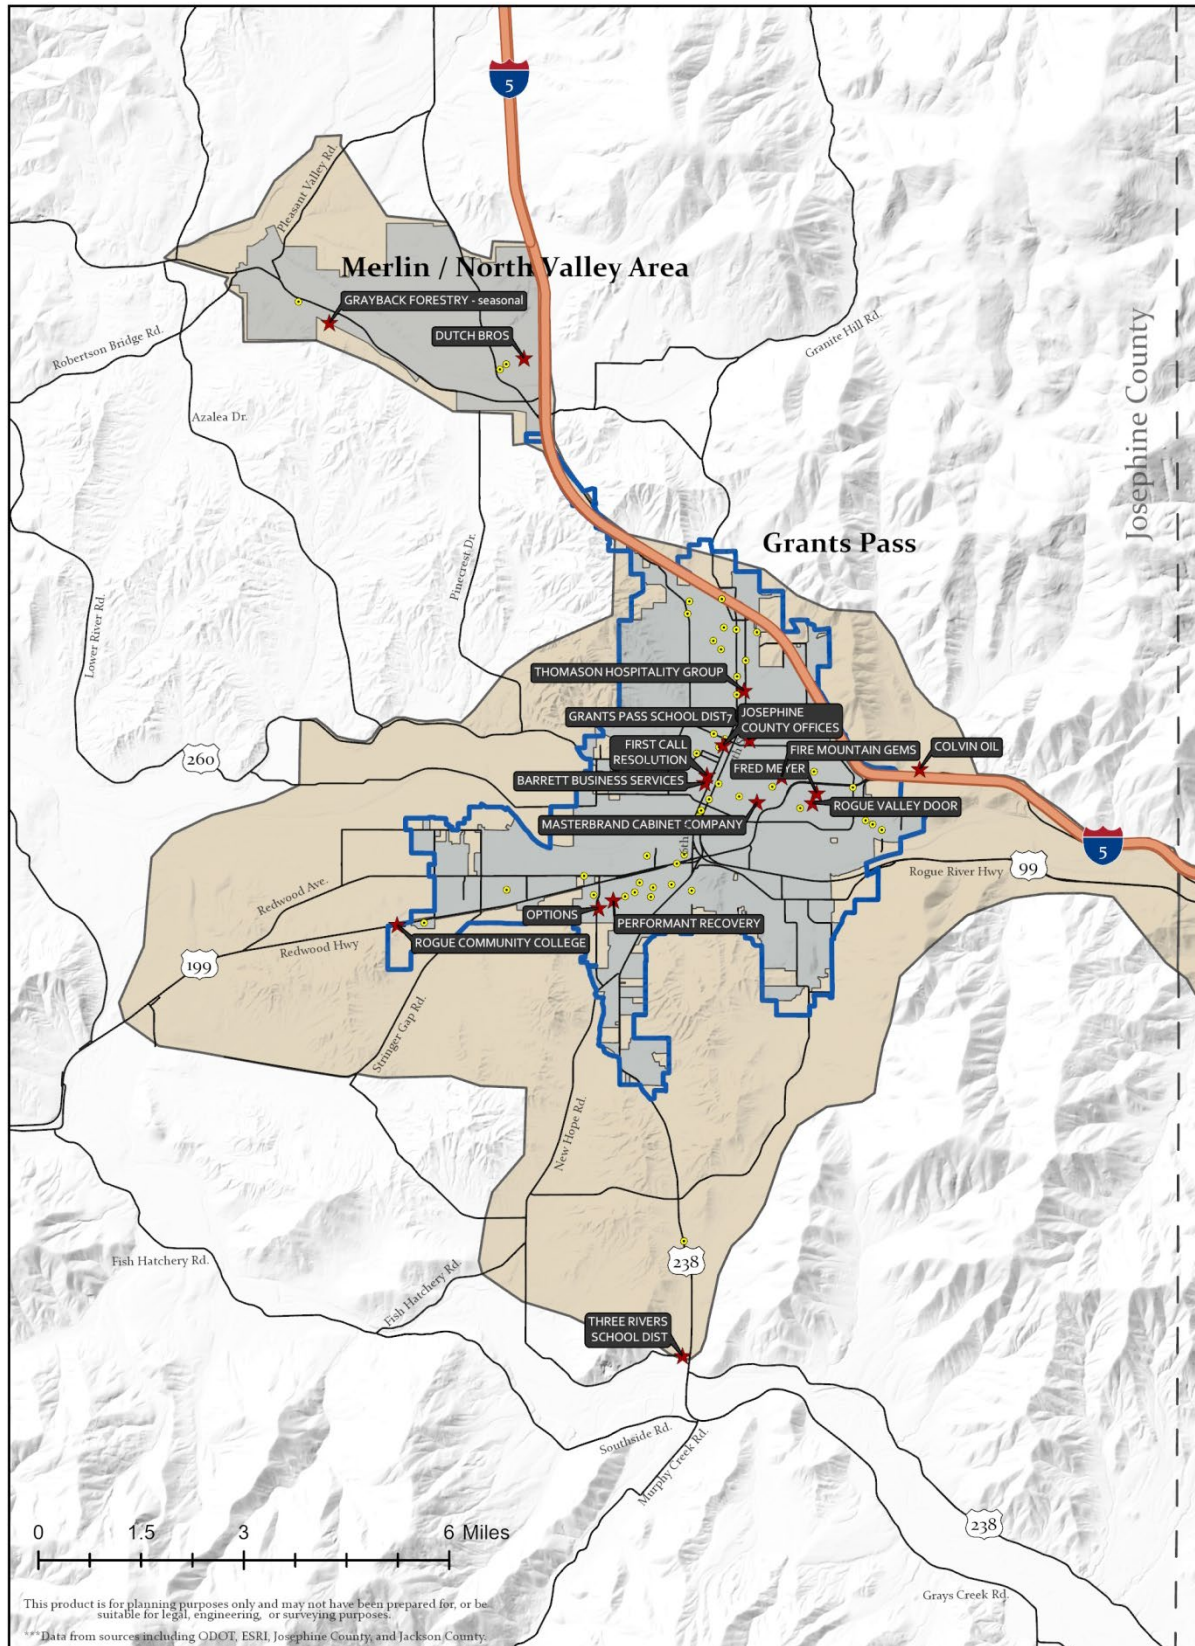 5
Pleasant Valley Rd.
Merlin / North Valley Area
GRAYBACK FORESTRY - seasonal
DUTCH BROS
Robertson Bridge Rd.
Granite Hill Rd.
Josephine County
Azalea Dr.
Pinecrest Dr.
Grants Pass
Lower River Rd.
THOMASON HOSPITALITY GROUP
GRANTS PASS SCHOOL DIST7
JOSEPHINE
COUNTY OFFICES
FIRST CALL
RESOLUTION
FIRE MOUNTAIN GEMS
COLVIN OIL
260
FRED MEYER
BARRETT BUSINESS SERVICES
ROGUE VALLEY DOOR
MASTERBRAND CABINET COMPANY
5
99
Rogue River Hwy
Redwood Ave.
OPTIONS
PERFORMANT RECOVERY
ROGUE COMMUNITY COLLEGE
Redwood Hwy
199
Stringer Gap Rd.
New Hope Rd.
Fish Hatchery Rd.
238
Fish Hatchery Rd.
THREE RIVERS
SCHOOL DIST
Southside Rd.
Murphy Creek Rd.
238
0 1.5 3 6 Miles
Grays Creek Rd.
This product is for planning purposes only and may not have been prepared for, or be
suitable for legal, engineering, or surveying purposes.
***Data from sources including ODOT, ESRI, Josephine County, and Jackson County.